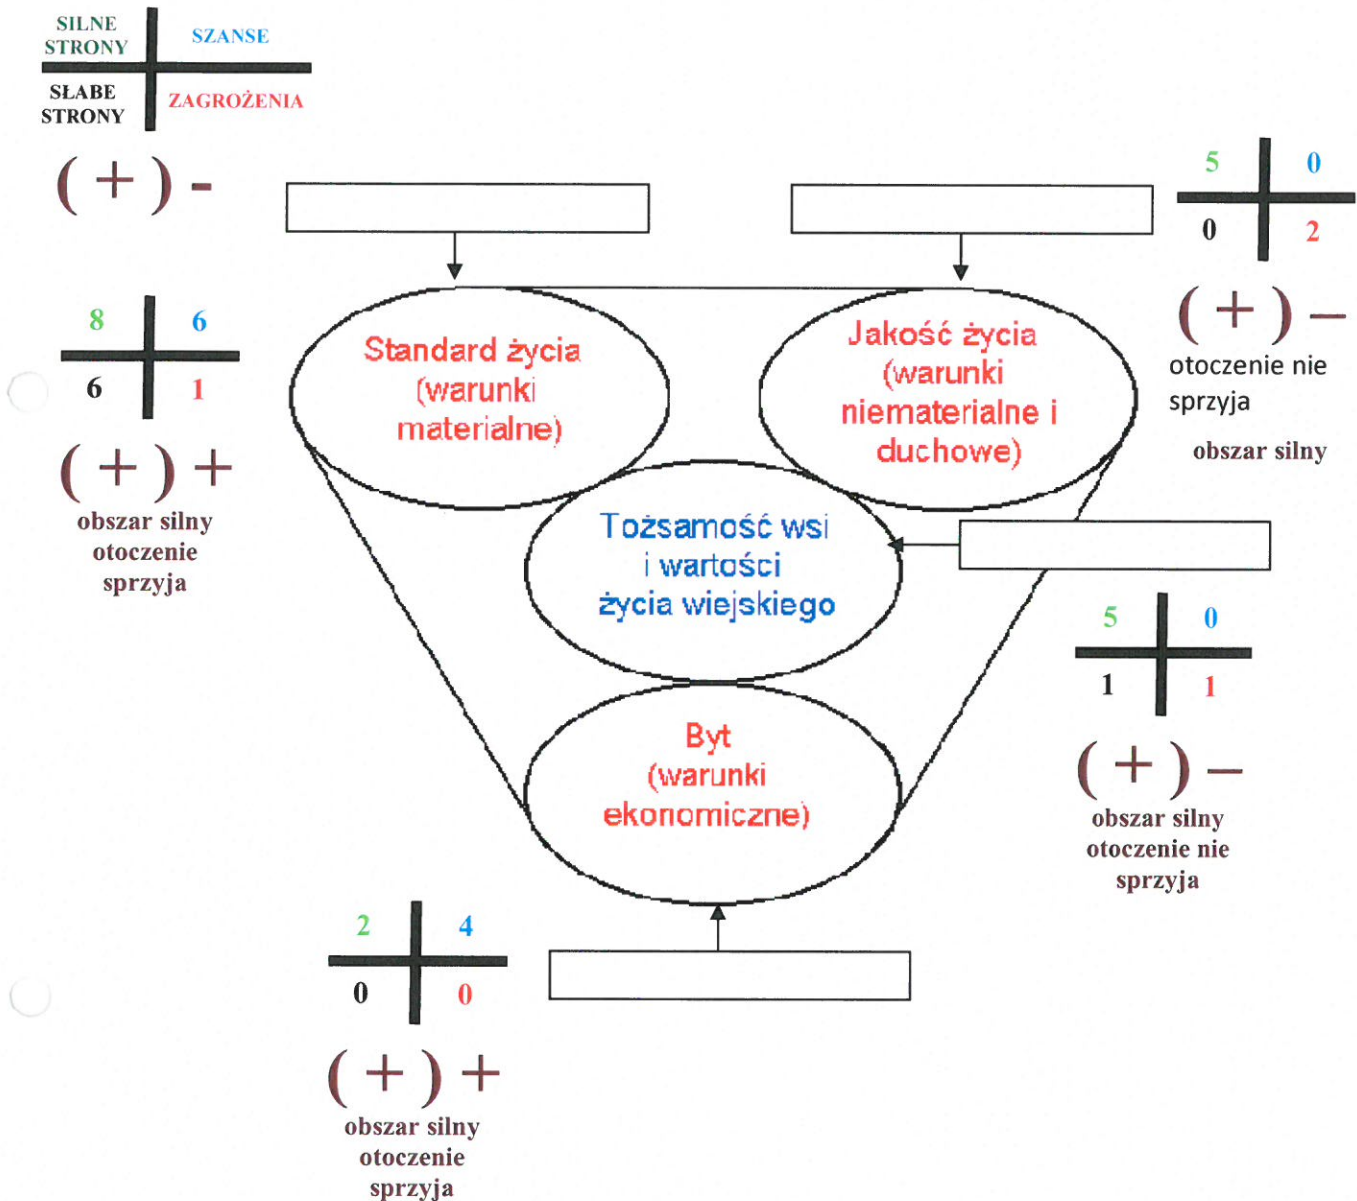 SILNE
STRONY
SZANSE
SŁABE
STRONY
ZAGROŻENIA
( + ) -
5 0
0 2
( + ) –
otoczenie nie
sprzyja
obszar silny
8 6
6 1
( + ) +
obszar silny
otoczenie
sprzyja
Standard życia
(warunki
materialne)
Jakość życia
(warunki
niematerialne i
duchowe)
Tożsamość wsi
i wartości
życia wiejskiego
5 0
1 1
( + ) –
obszar silny
otoczenie nie
sprzyja
Byt
(warunki
ekonomiczne)
2 4
0 0
( + ) +
obszar silny
otoczenie
sprzyja